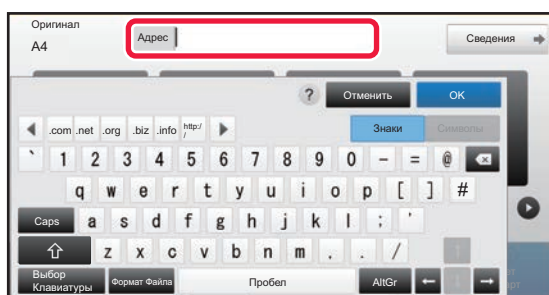 Оригинал
A4
Адрес
Сведения
?
Отменить
OK
.com .net .org .biz .info http://
Знаки
Символы
` 1 2 3 4 5 6 7 8 9 0 - = @
q w e r t y u i o p [ ] #
Caps a s d f g h j k l ; '
z x c v b n m . . /
Выбор Клавиатуры
Формат Файла
Пробел
AltGr